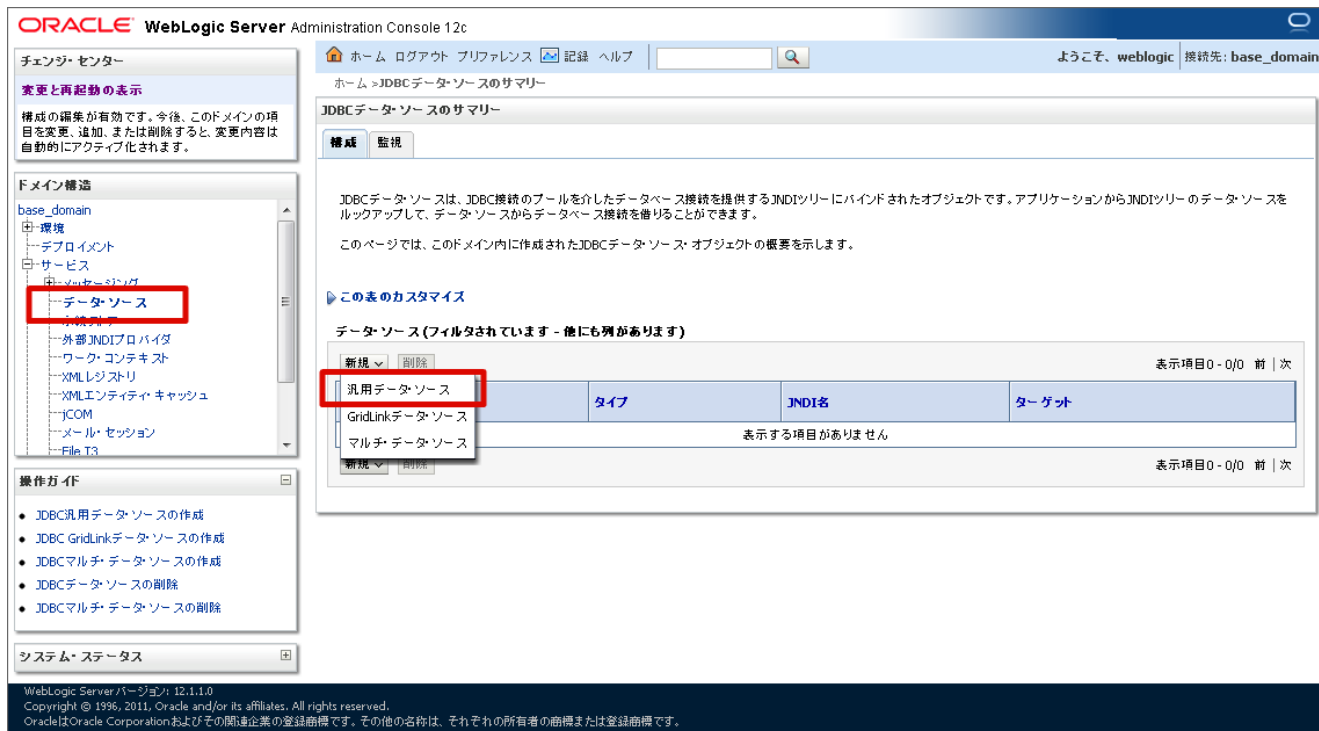 ORACLE WebLogic Server Administration Console 12c
チェンジ・センター
変更と再起動の表示
構成の編集が有効です。今後、このドメインの項
目を変更、追加、または削除すると、変更内容は
自動的にアクティブ化されます。
ドメイン構造
base_domain
環境
デプロイメント
サービス
メッセージング
データ・ソース
外部JNDIプロバイダ
ワーク・コンテキスト
XMLレジストリ
XMLエンティティ・キャッシュ
jCOM
メール・セッション
File T3
操作ガイド
JDBC汎用データ・ソースの作成
JDBC GridLinkデータ・ソースの作成
JDBCマルチ・データ・ソースの作成
JDBCデータ・ソースの削除
JDBCマルチ・データ・ソースの削除
システム・ステータス
ホーム ログアウト プリファレンス 記録 ヘルプ
ようこそ、weblogic 接続先: base_domain
ホーム >JDBCデータ・ソースのサマリー
JDBCデータ・ソースのサマリー
構成 監視
JDBCデータ・ソースは、JDBC接続のプールを介したデータベース接続を提供するJNDIツリーにバインドされたオブジェクトです。アプリケーションからJNDIツリーのデータ・ソースを
ルックアップして、データ・ソースからデータベース接続を借りることができます。
このページでは、このドメイン内に作成されたJDBCデータ・ソース・オブジェクトの概要を示します。
この表のカスタマイズ
データ・ソース(フィルタされています - 他にも列があります)
新規 削除 表示項目0 - 0/0 前 | 次
汎用データ・ソース
GridLinkデータ・ソース
マルチ・データ・ソース
タイプ JNDI名 ターゲット
表示する項目がありません
新規 削除 表示項目0 - 0/0 前 | 次
WebLogic Serverバージョン: 12.1.1.0
Copyright © 1996, 2011, Oracle and/or its affiliates. All rights reserved.
OracleはOracle Corporationおよびその関連企業の登録商標です。その他の名称は、それぞれの所有者の商標または登録商標です。